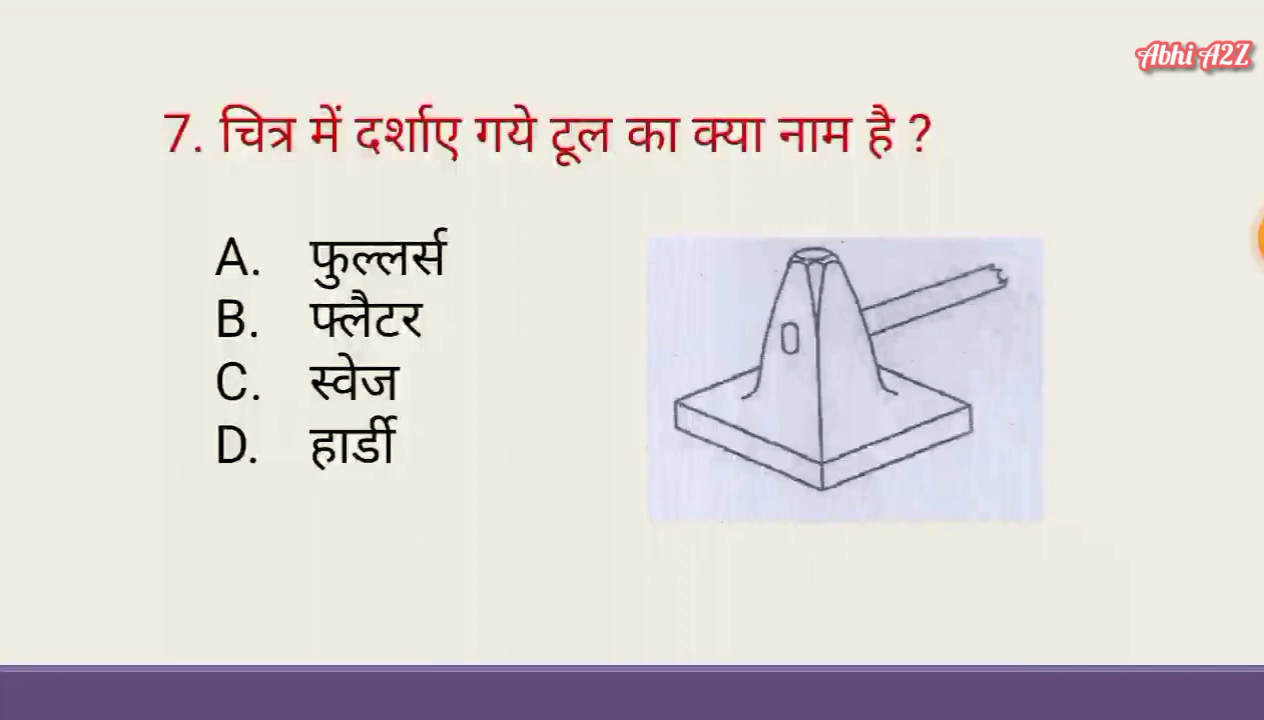 Abhi A2Z
7. चित्र में दर्शाए गये टूल का क्या नाम है ?
A. फुल्लर्स
B. फ्लैटर
C. स्वेज
D. हार्डी